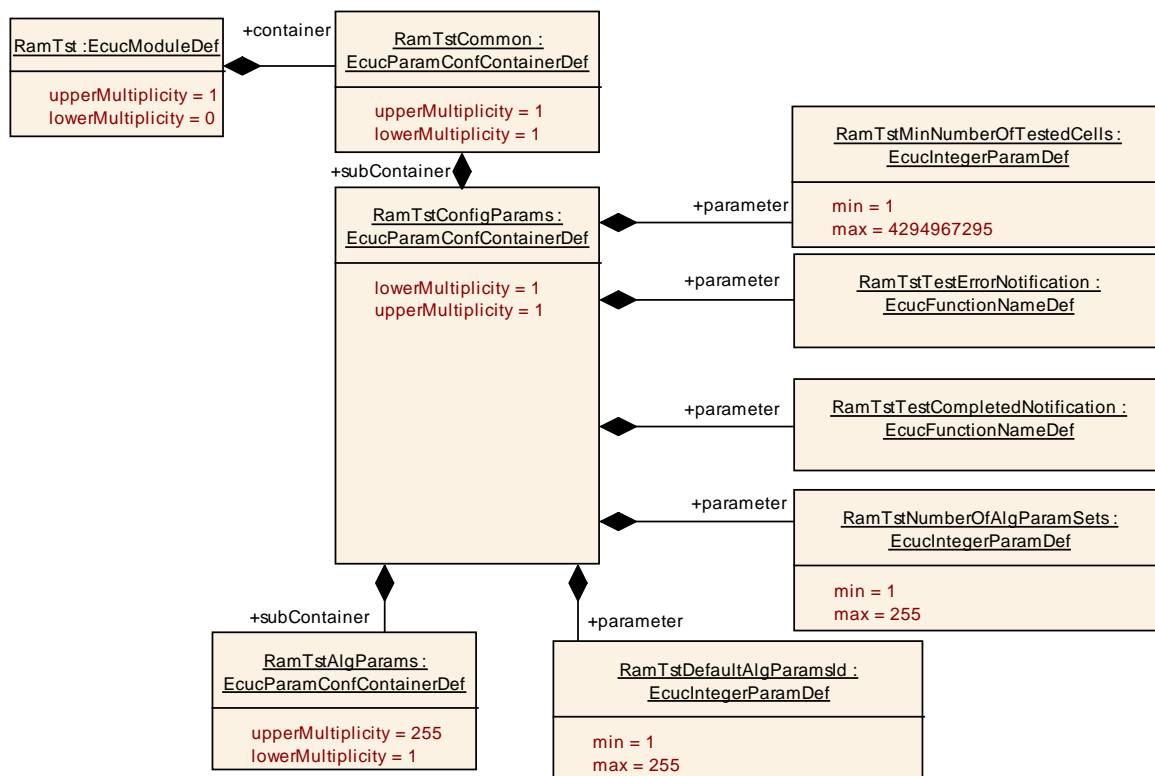 RamTst :EcucModuleDef
upperMultiplicity = 1
lowerMultiplicity = 0
+container
RamTstCommon :
EcucParamConfContainerDef
upperMultiplicity = 1
lowerMultiplicity = 1
+subContainer
RamTstConfigParams :
EcucParamConfContainerDef
lowerMultiplicity = 1
upperMultiplicity = 1
+parameter
RamTstMinNumberOfTestedCells :
EcucIntegerParamDef
min = 1
max = 4294967295
+parameter
RamTstTestErrorNotification :
EcucFunctionNameDef
+parameter
RamTstTestCompletedNotification :
EcucFunctionNameDef
+parameter
RamTstNumberOfAlgParamSets :
EcucIntegerParamDef
min = 1
max = 255
+subContainer
RamTstAlgParams :
EcucParamConfContainerDef
upperMultiplicity = 255
lowerMultiplicity = 1
+parameter
RamTstDefaultAlgParamsId :
EcucIntegerParamDef
min = 1
max = 255